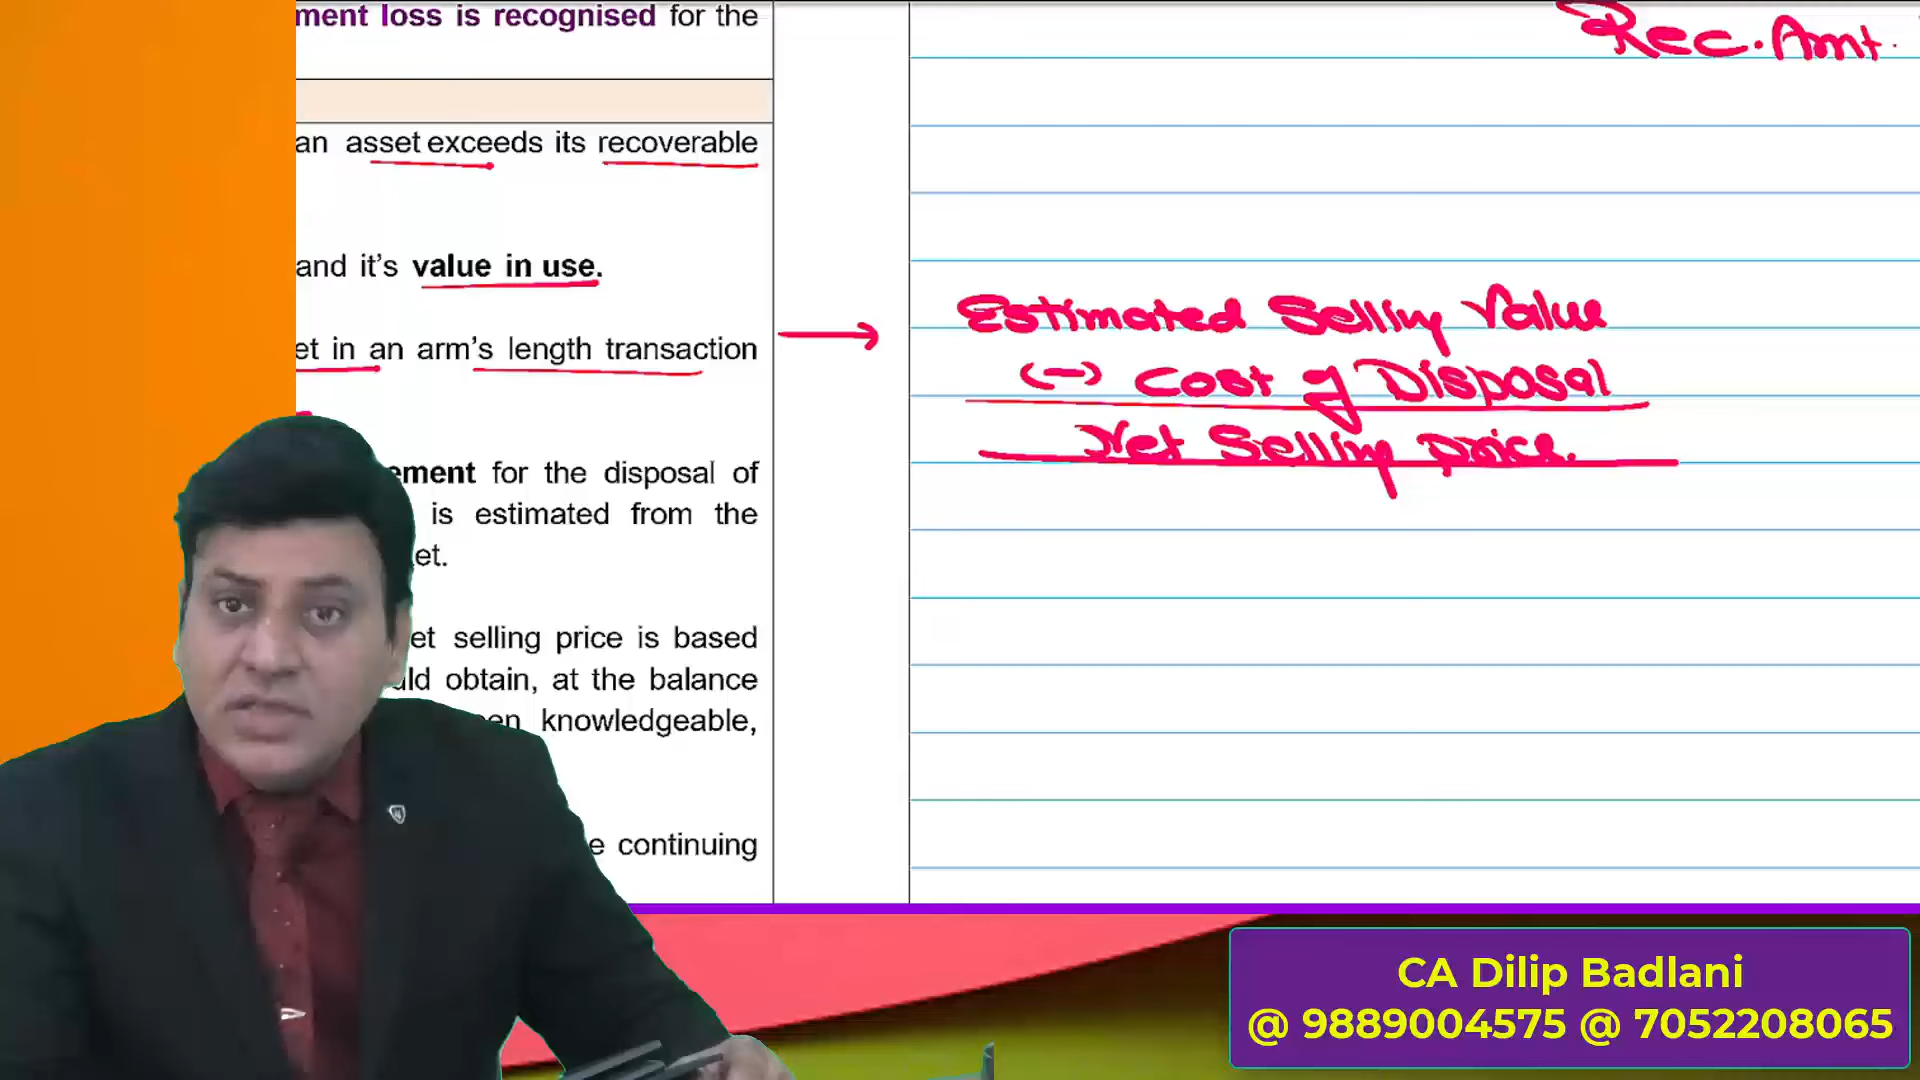 ment loss is recognised for the
an asset exceeds its recoverable
and it's value in use.
et in an arm's length transaction
ement for the disposal of
is estimated from the
et.
et selling price is based
uld obtain, at the balance
en knowledgeable,
e continuing
Rec. Amt.
Estimated Selling Value
(-) Cost of Disposal
Net Selling price.
CA Dilip Badlani
@ 9889004575 @ 7052208065